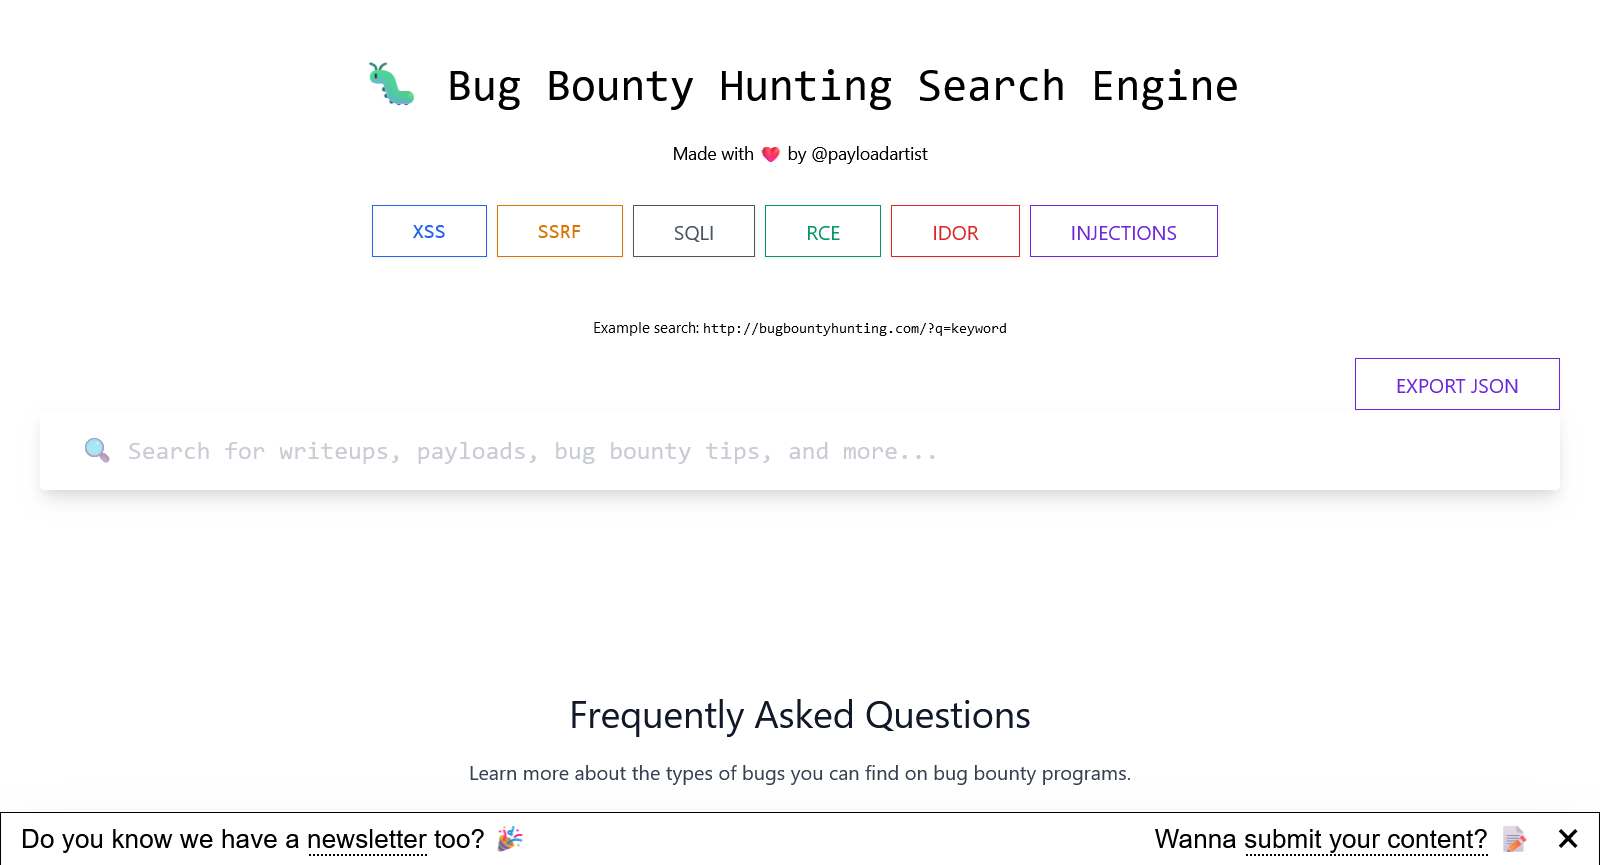 Bug Bounty Hunting Search Engine
Made with ❤️ by @payloadartist
XSS SSRF SQLI RCE IDOR INJECTIONS
Example search: http://bugbountyhunting.com/?q=keyword
EXPORT JSON
🔍 Search for writeups, payloads, bug bounty tips, and more...
Frequently Asked Questions
Learn more about the types of bugs you can find on bug bounty programs.
Do you know we have a newsletter too? 🎉 Wanna submit your content? 📝 ✕